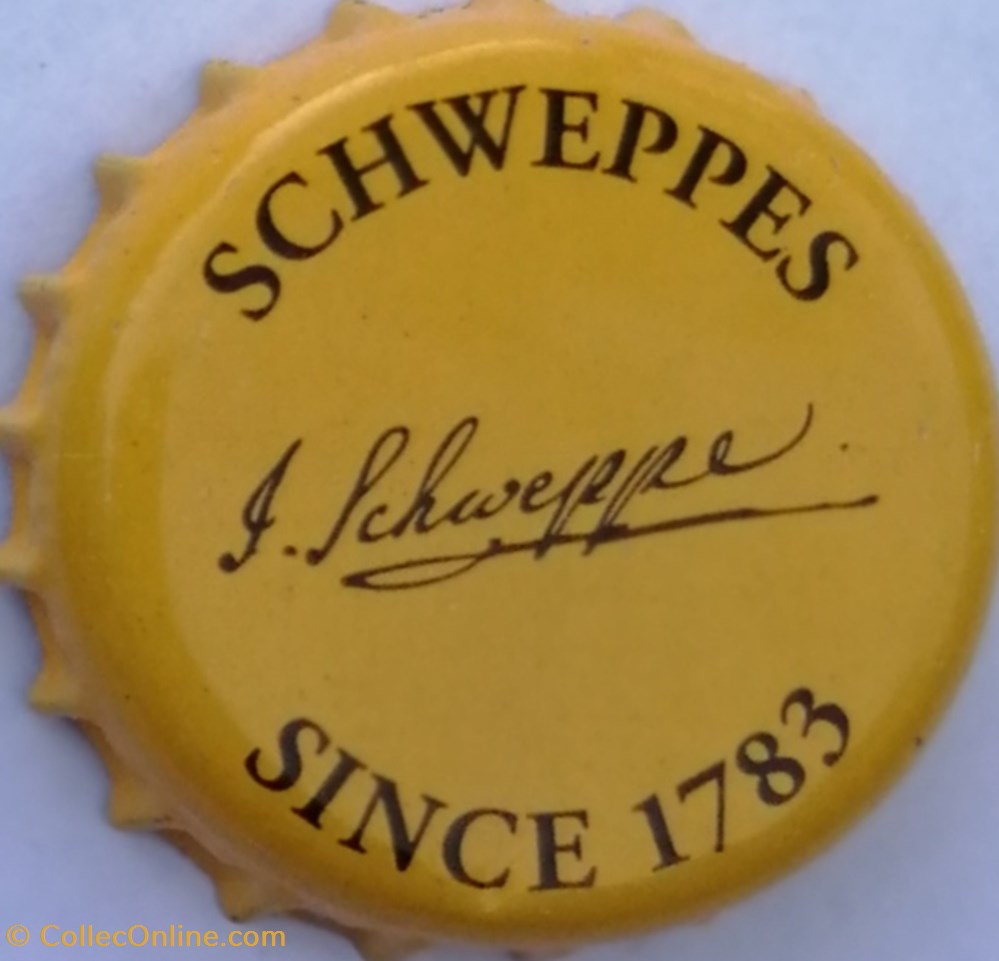 SCHWEPPES
J. Schweppe
SINCE 1783
© CollecOnline.com